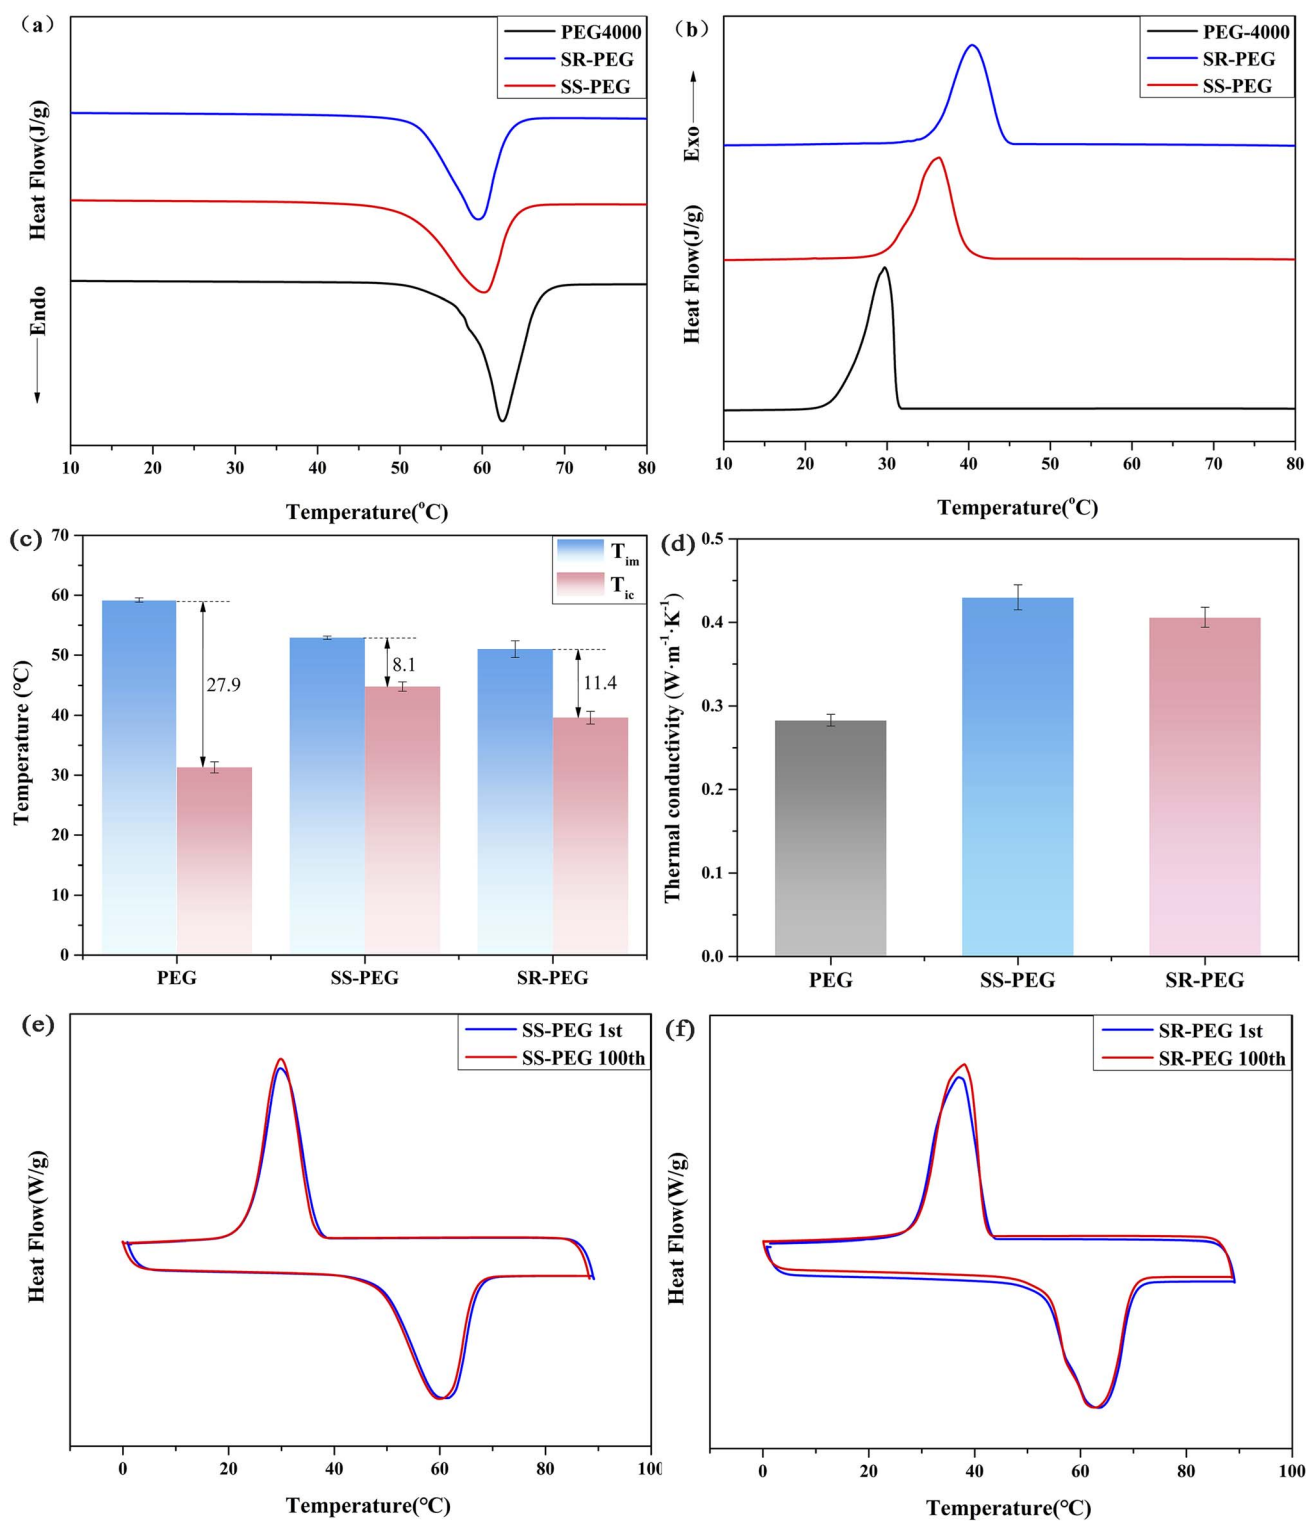 (a)
PEG4000
SR-PEG
SS-PEG
Heat Flow(J/g)
Endo
10 20 30 40 50 60 70 80
Temperature(°C)
(b)
PEG-4000
SR-PEG
SS-PEG
Exo
Heat Flow(J/g)
10 20 30 40 50 60 70 80
Temperature(°C)
(c)
T_im
T_ic
70
60
50
40
30
20
10
0
Temperature (°C)
27.9
8.1
11.4
PEG SS-PEG SR-PEG
(d)
0.5
0.4
0.3
0.2
0.1
0.0
Thermal conductivity (W·m⁻¹·K⁻¹)
PEG SS-PEG SR-PEG
(e)
SS-PEG 1st
SS-PEG 100th
Heat Flow(W/g)
0 20 40 60 80 100
Temperature(°C)
(f)
SR-PEG 1st
SR-PEG 100th
Heat Flow(W/g)
0 20 40 60 80 100
Temperature(°C)